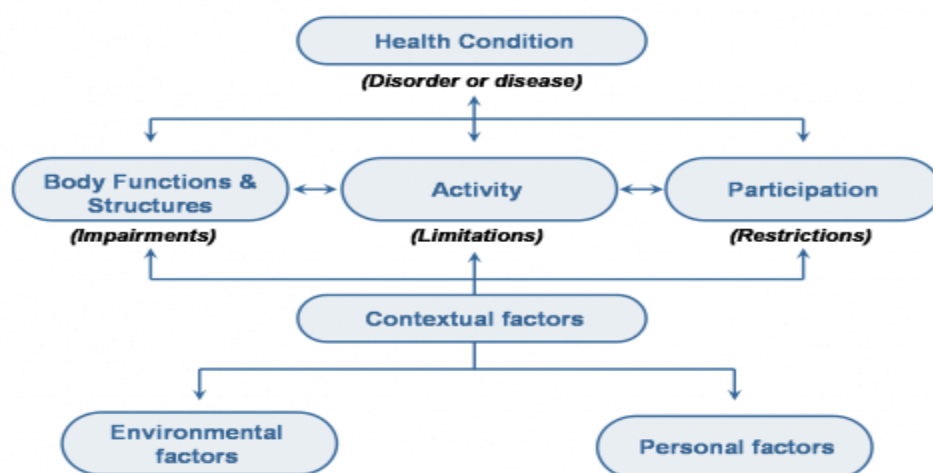 Health Condition
(Disorder or disease)
Body Functions &
Structures
Activity
Participation
(Impairments)
(Limitations)
(Restrictions)
Contextual factors
Environmental
factors
Personal factors